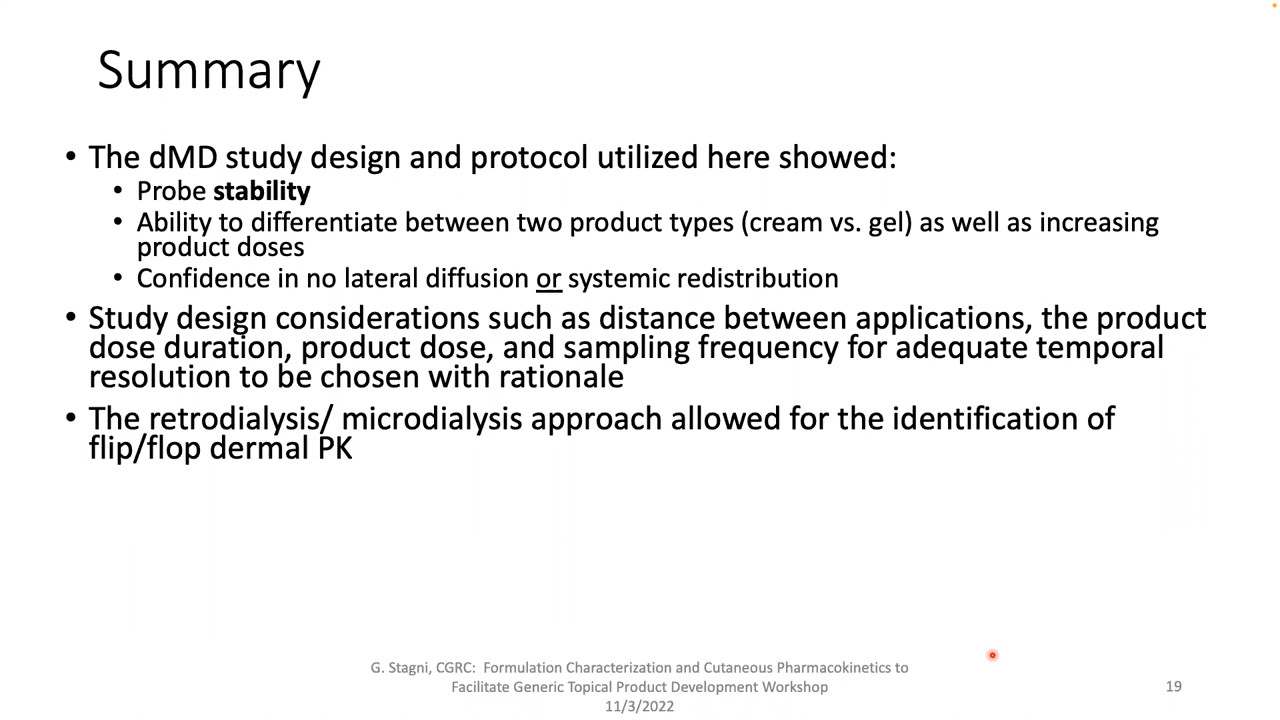 Summary
• The dMD study design and protocol utilized here showed:
• Probe stability
• Ability to differentiate between two product types (cream vs. gel) as well as increasing
product doses
• Confidence in no lateral diffusion or systemic redistribution
• Study design considerations such as distance between applications, the product
dose duration, product dose, and sampling frequency for adequate temporal
resolution to be chosen with rationale
• The retrodialysis/ microdialysis approach allowed for the identification of
flip/flop dermal PK
G. Stagni, CGRC: Formulation Characterization and Cutaneous Pharmacokinetics to
Facilitate Generic Topical Product Development Workshop
11/3/2022
19